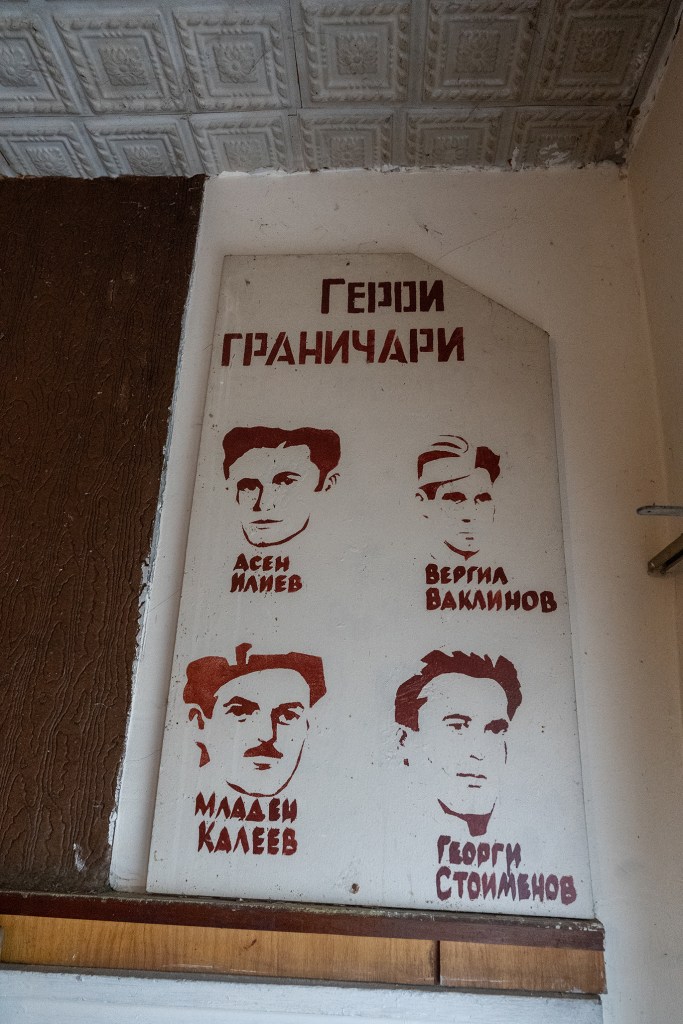 ГЕРОИ
ГРАНИЧАРИ
АСЕН
ИЛИЕВ
ВЕРГИЛ
ВАКЛИНОВ
МЛАДЕН
КАЛЕЕВ
ГЕОРГИ
СТОИМЕНОВ